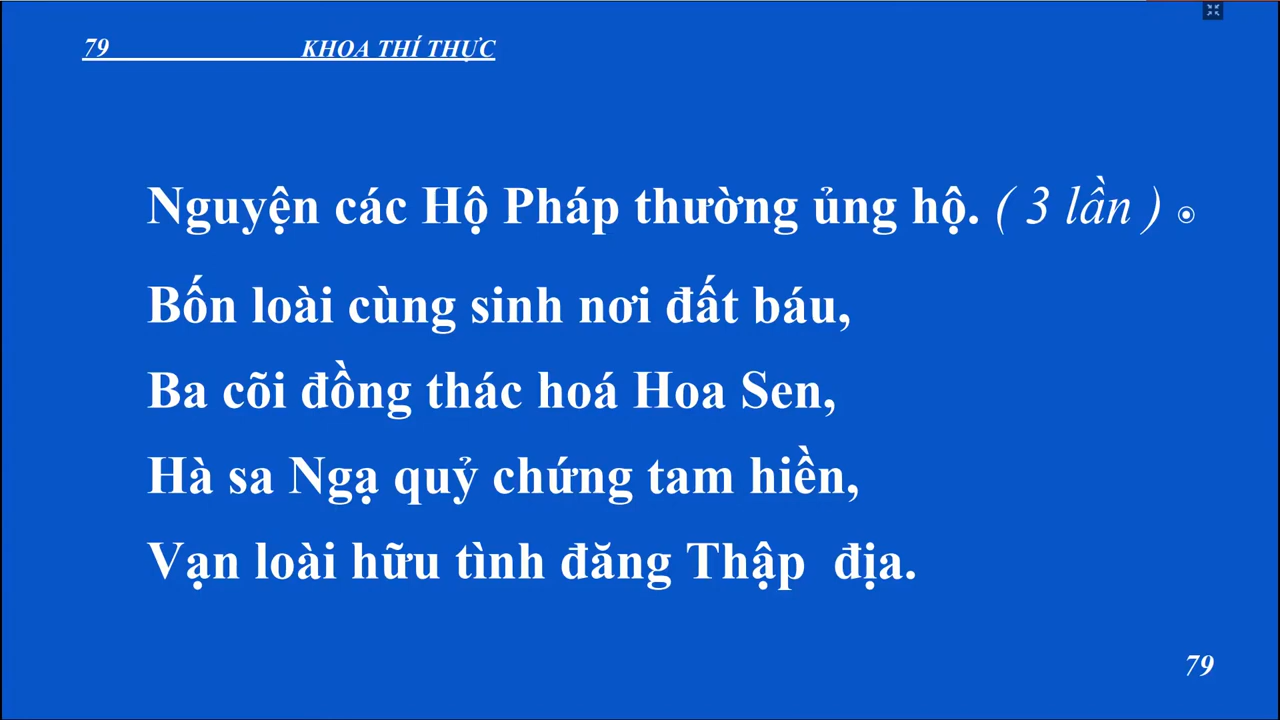 79 KHOA THÍ THỰC
Nguyện các Hộ Pháp thường ủng hộ. ( 3 lần ) ⊙
Bốn loài cùng sinh nơi đất báu,
Ba cõi đồng thác hoá Hoa Sen,
Hà sa Ngạ quỷ chứng tam hiền,
Vạn loài hữu tình đăng Thập  địa.
79